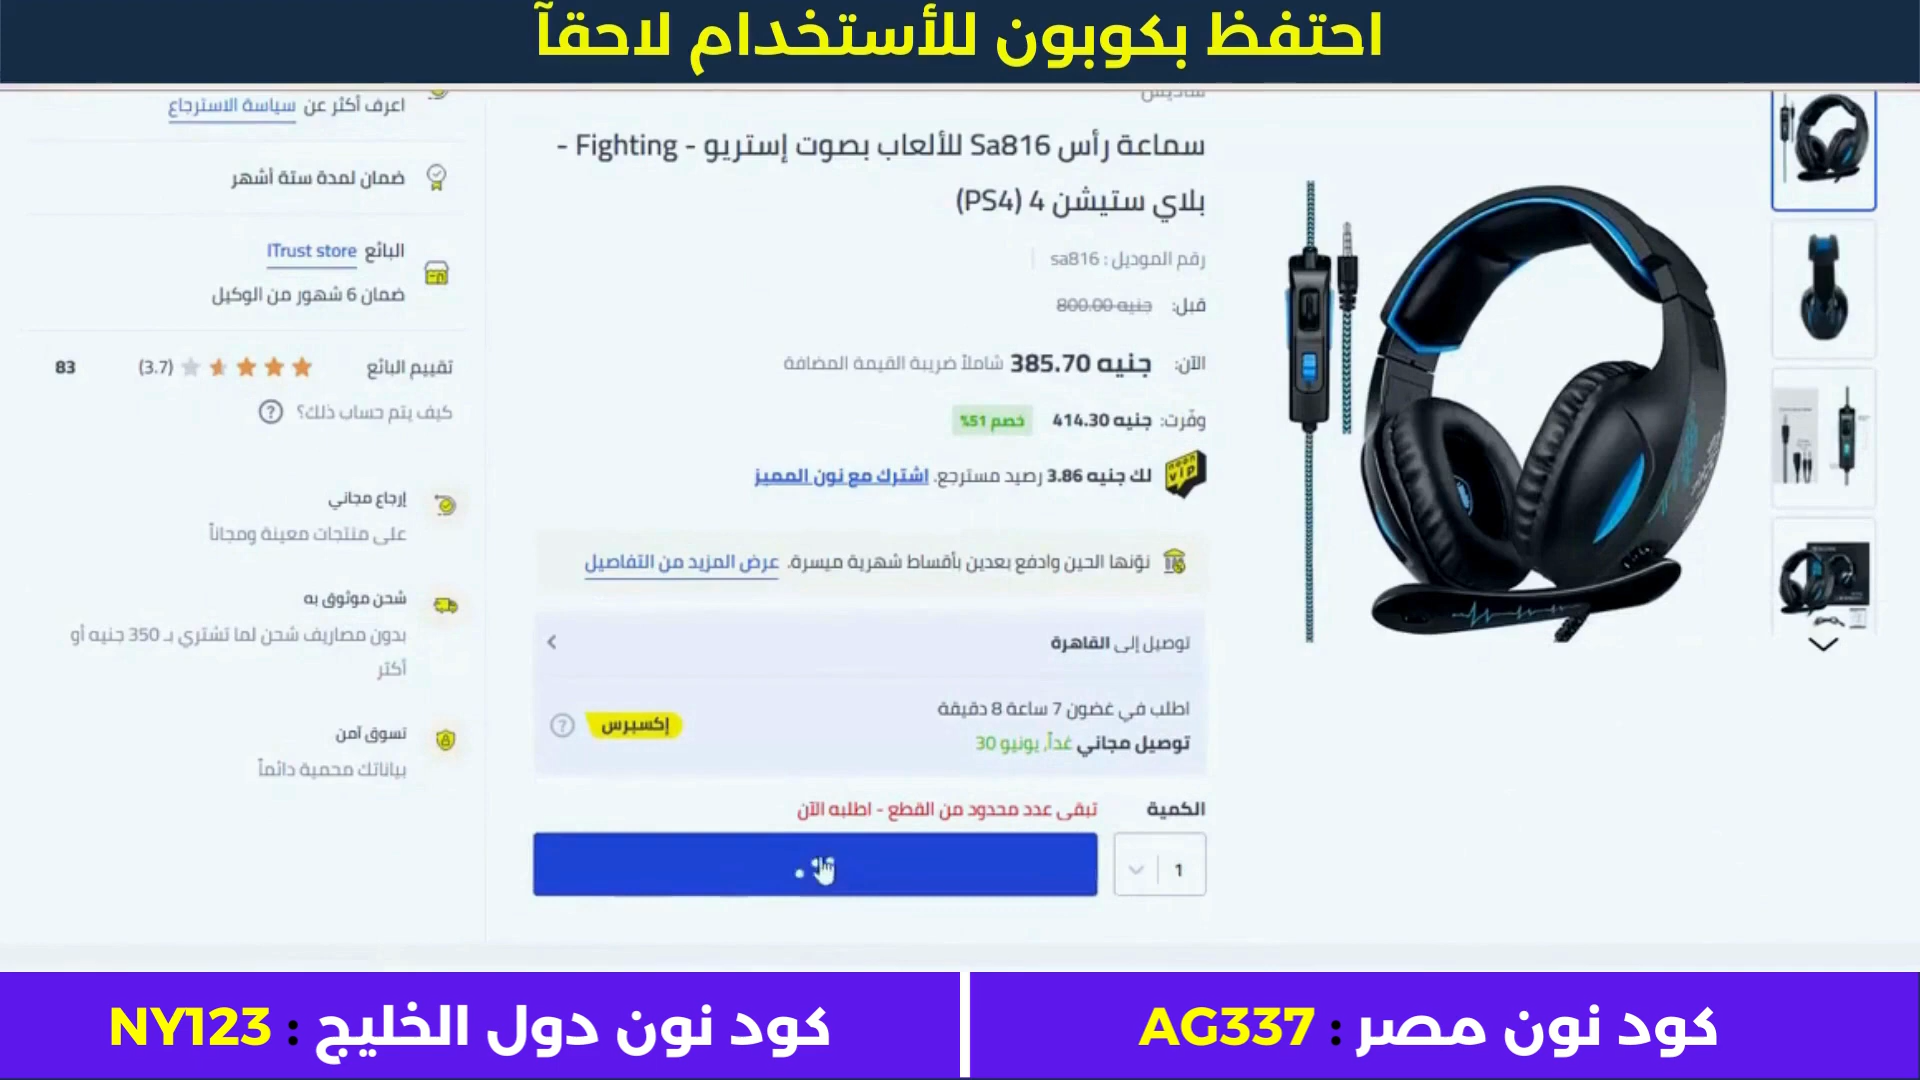 احتفظ بكوبون للأستخدام لاحقآ
سماعة رأس Sa816 للألعاب بصوت إستريو - Fighting -
بلاي ستيشن 4 (PS4)
رقم الموديل : sa816
قبل: جنيه 800.00
الآن: جنيه 385.70 شاملاً ضريبة القيمة المضافة
وفّرت: جنيه 414.30 خصم 51%
noon vip
لك جنيه 3.86 رصيد مسترجع. اشترك مع نون المميز
نوّنها الحين وادفع بعدين بأقساط شهرية ميسرة. عرض المزيد من التفاصيل
توصيل إلى القاهرة
اطلب في غضون 7 ساعة 8 دقيقة
توصيل مجاني غداً, يونيو 30
إكسبرس
الكمية
تبقى عدد محدود من القطع - اطلبه الآن
1
اعرف أكثر عن سياسة الاسترجاع
ضمان لمدة ستة أشهر
البائع ITrust store
ضمان 6 شهور من الوكيل
تقييم البائع (3.7) 83
كيف يتم حساب ذلك؟
إرجاع مجاني
على منتجات معينة ومجاناً
شحن موثوق به
بدون مصاريف شحن لما تشتري بـ 350 جنيه أو
أكثر
تسوق آمن
بياناتك محمية دائماً
كود نون مصر : AG337
كود نون دول الخليج : NY123